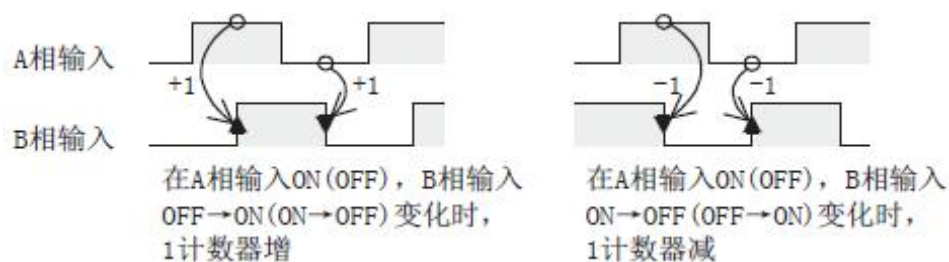 A相输入
+1
+1
-1
-1
B相输入
在A相输入ON(OFF)，B相输入
OFF→ON(ON→OFF)变化时，
1计数器增
在A相输入ON(OFF)，B相输入
ON→OFF(OFF→ON)变化时，
1计数器减